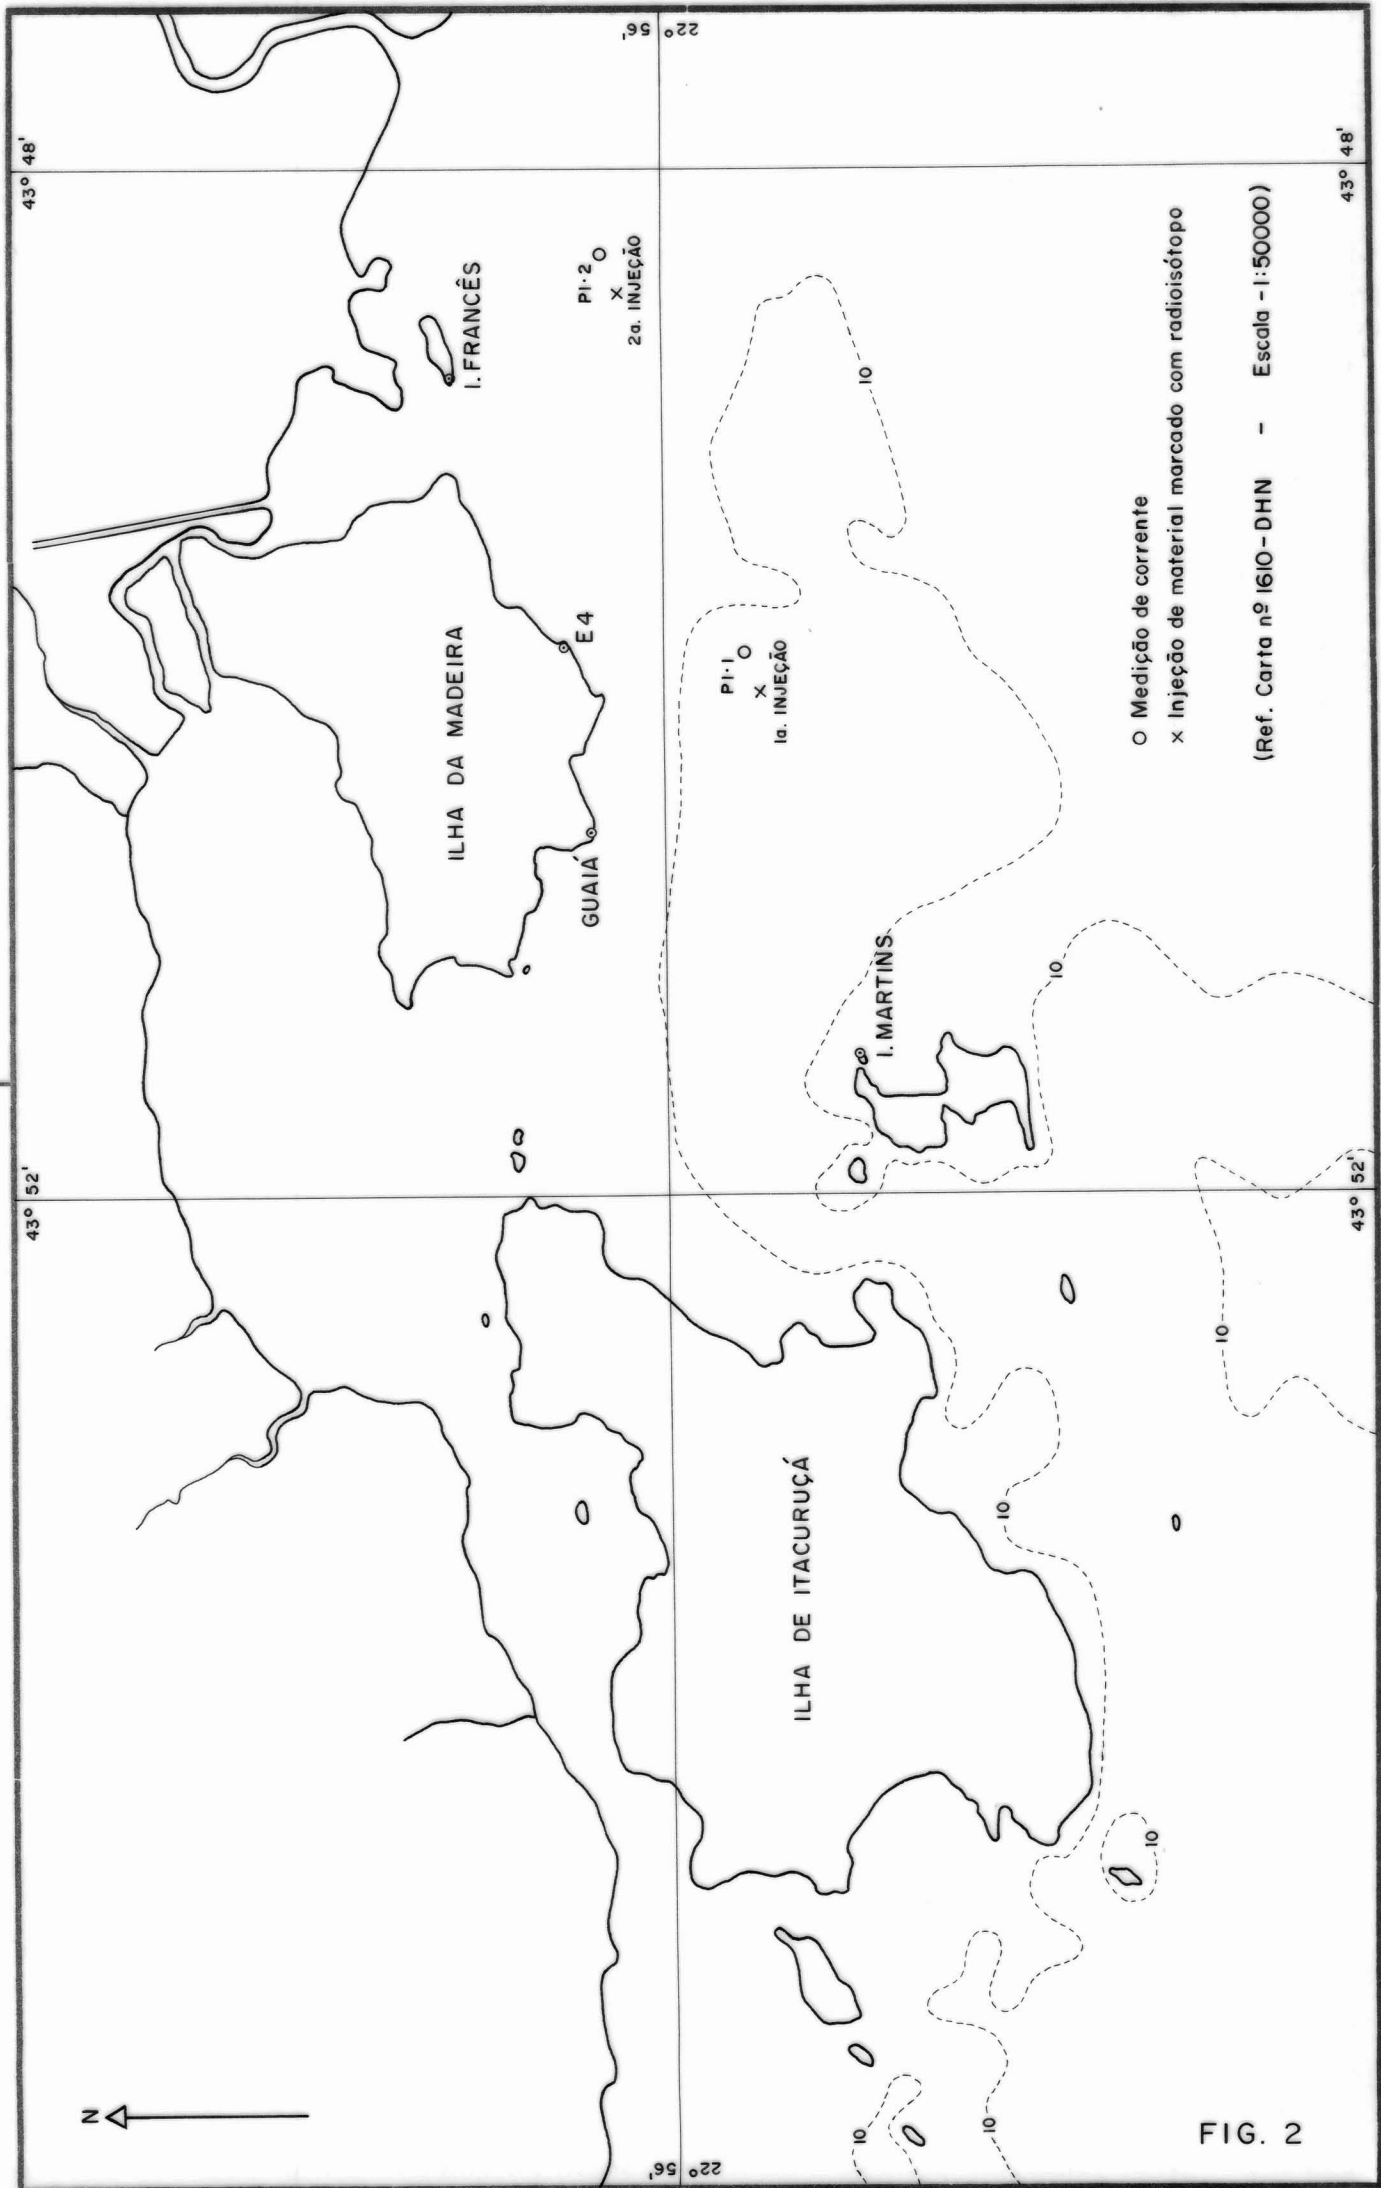 N
43° 52'
43° 48'
22° 56'
22° 56'
ILHA DA MADEIRA
I. FRANCÊS
E4
GUAÍÁ
PI·2
2a. INJEÇÃO
PI·1
1a. INJEÇÃO
ILHA DE ITACURUÇÁ
I. MARTINS
10
10
10
10
10
10
10
○ Medição de corrente
× Injeção de material marcado com radioisótopo
(Ref. Carta nº 1610-DHN - Escala -1:50000)
43° 52'
43° 48'
FIG. 2